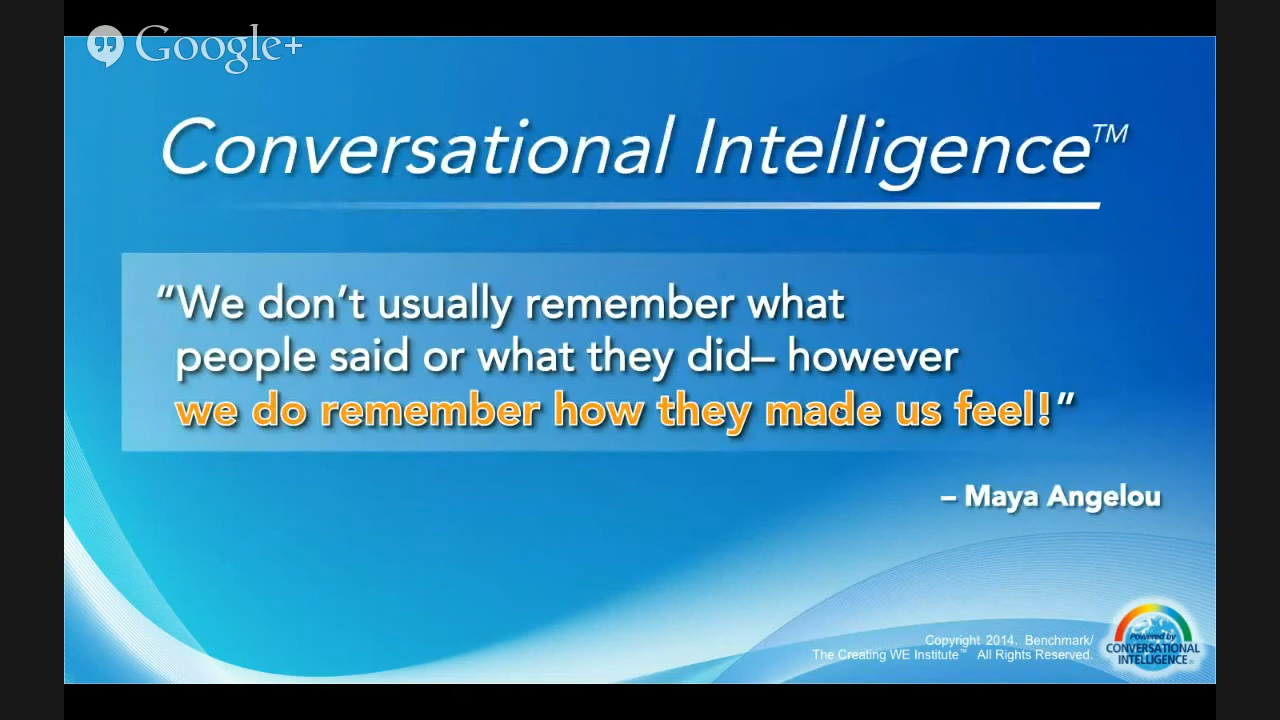 Google+
Conversational Intelligence™
“We don’t usually remember what
people said or what they did– however
we do remember how they made us feel!”
– Maya Angelou
Copyright 2014. Benchmark/
The Creating WE Institute™ All Rights Reserved.
Powered by
CONVERSATIONAL
INTELLIGENCE®